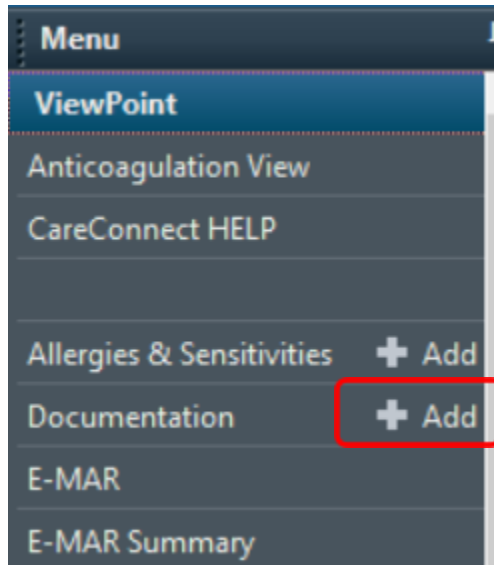 Menu
ViewPoint
Anticoagulation View
CareConnect HELP
Allergies & Sensitivities + Add
Documentation + Add
E-MAR
E-MAR Summary